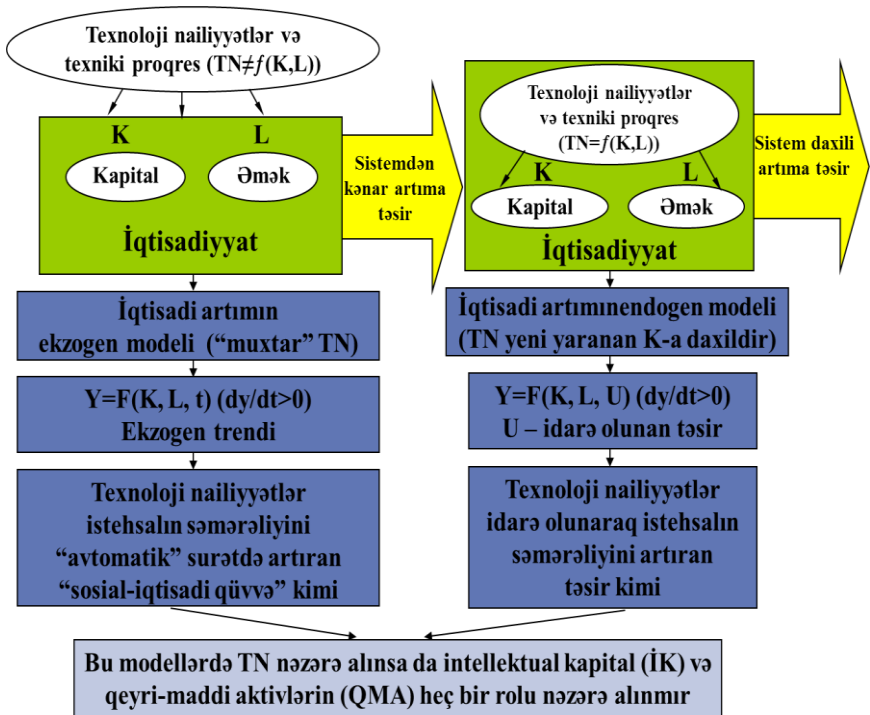 Texnoloji nailiyyətlər və
texniki proqres (TN≠f(K,L))
K
L
Kapital
Əmək
İqtisadiyyat
Sistemdən
kənar artıma
təsir
İqtisadi artımın
ekzogen modeli (“muxtar” TN)
Y=F(K, L, t) (dy/dt>0)
Ekzogen trendi
Texnoloji nailiyyətlər
istehsalın səmərəliyini
“avtomatik” surətdə artıran
“sosial-iqtisadi qüvvə” kimi
Texnoloji nailiyyətlər
və texniki proqres
(TN=f(K,L))
K
L
Kapital
Əmək
İqtisadiyyat
Sistem daxili
artıma təsir
İqtisadi artımınendogen modeli
(TN yeni yaranan K-a daxildir)
Y=F(K, L, U) (dy/dt>0)
U – idarə olunan təsir
Texnoloji nailiyyətlər
idarə olunaraq istehsalın
səmərəliyini artıran
təsir kimi
Bu modellərdə TN nəzərə alınsa da intellektual kapital (İK) və
qeyri-maddi aktivlərin (QMA) heç bir rolu nəzərə alınmır